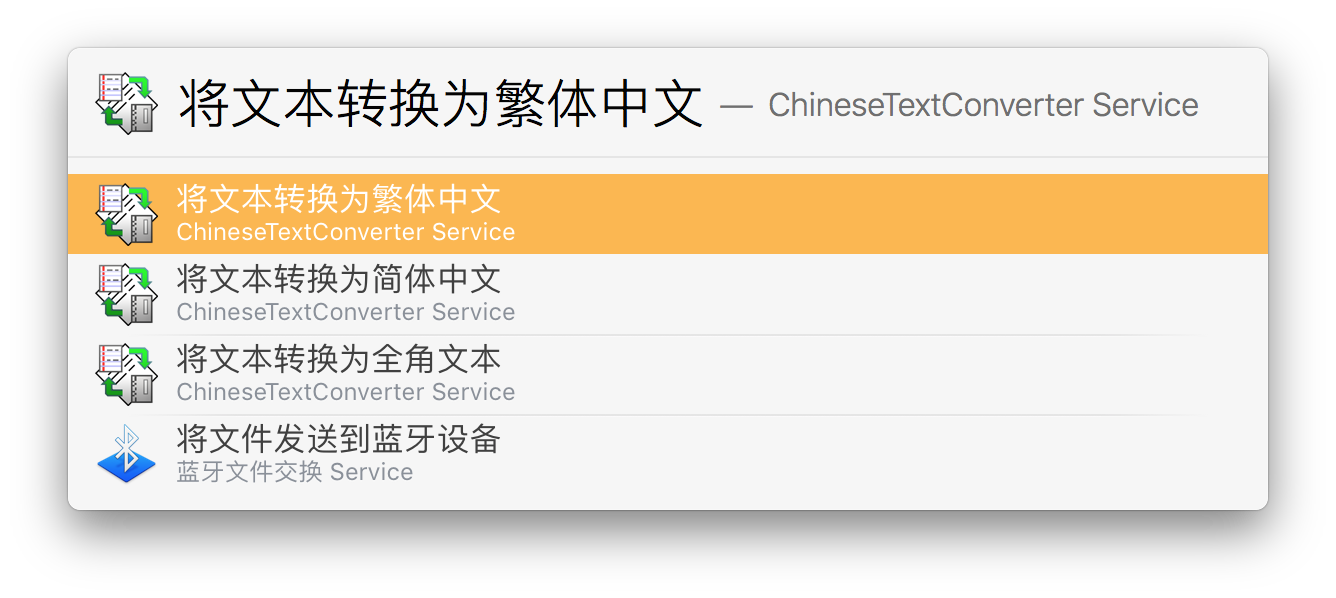 将文本转换为繁体中文 — ChineseTextConverter Service
将文本转换为繁体中文
ChineseTextConverter Service
将文本转换为简体中文
ChineseTextConverter Service
将文本转换为全角文本
ChineseTextConverter Service
将文件发送到蓝牙设备
蓝牙文件交换 Service